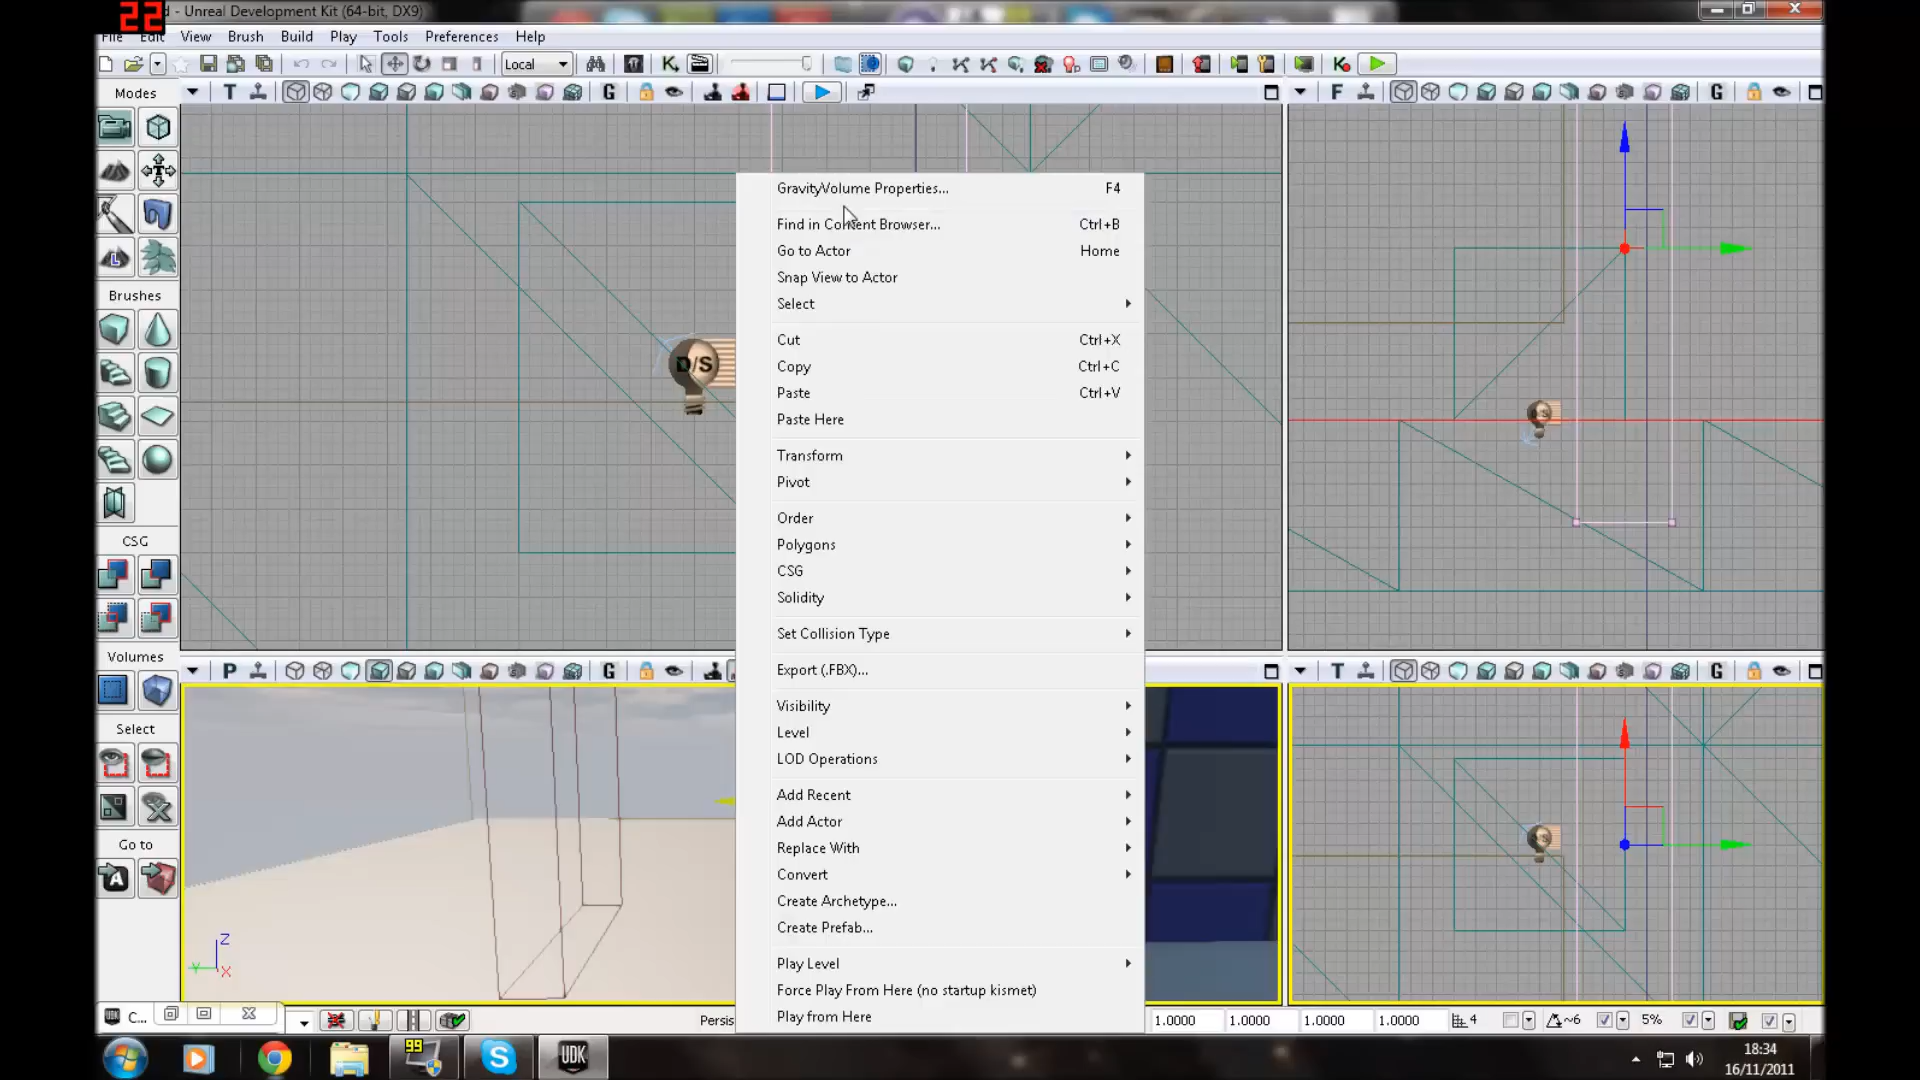 22
d - Unreal Development Kit (64-bit, DX9)
File Edit View Brush Build Play Tools Preferences Help
Local
Modes
T
G
F
G
GravityVolume Properties... F4
Find in Content Browser... Ctrl+B
Go to Actor Home
Snap View to Actor
Select
Cut Ctrl+X
Copy Ctrl+C
Paste Ctrl+V
Paste Here
Transform
Pivot
Order
Polygons
CSG
Solidity
Set Collision Type
Export (.FBX)...
Visibility
Level
LOD Operations
Add Recent
Add Actor
Replace With
Convert
Create Archetype...
Create Prefab...
Play Level
Force Play From Here (no startup kismet)
Play from Here
Brushes
CSG
Volumes
Select
Go to
D/S
P
G
T
G
Z
Y
X
C...
Persis
1.0000 1.0000 1.0000 1.0000 4 ~6 5%
99
UDK
18:34
16/11/2011